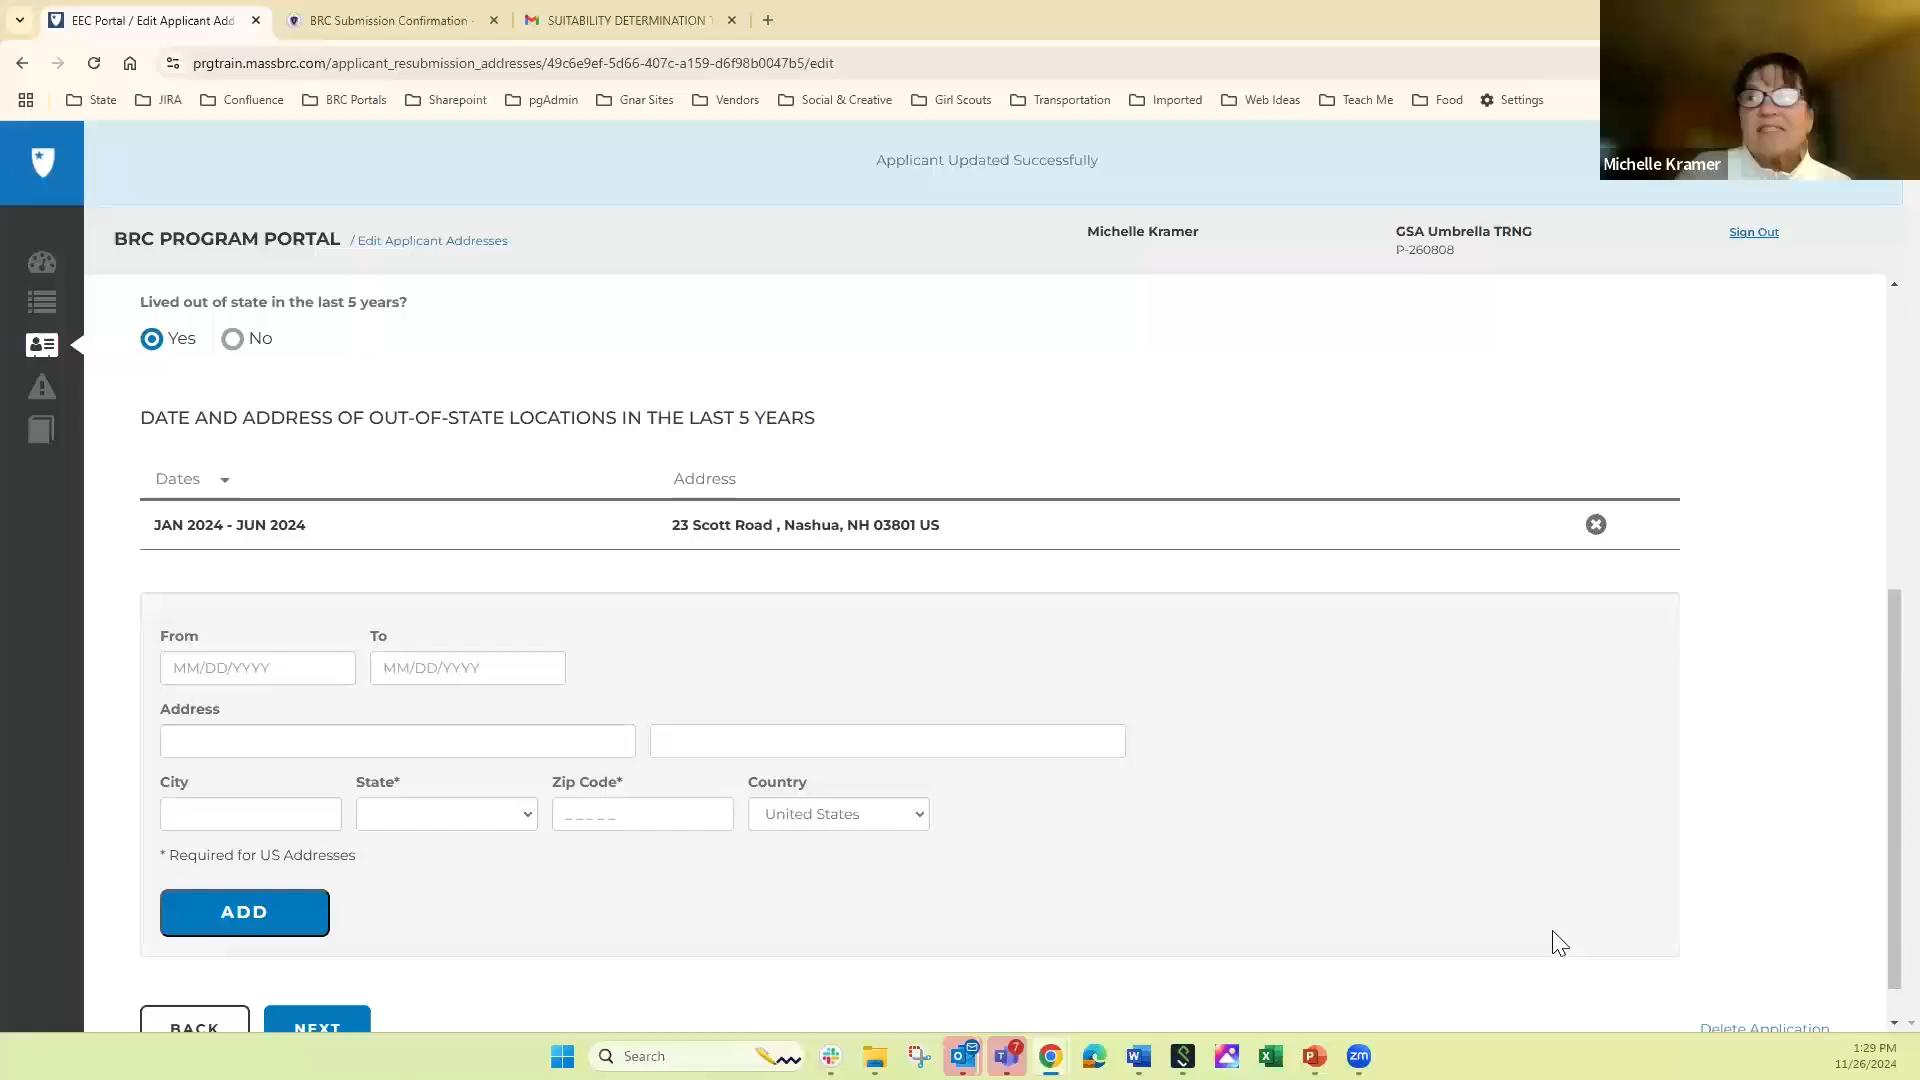 EEC Portal / Edit Applicant Add
BRC Submission Confirmation -
SUITABILITY DETERMINATION T
prgtrain.massbrc.com/applicant_resubmission_addresses/49c6e9ef-5d66-407c-a159-d6f98b0047b5/edit
State JIRA Confluence BRC Portals Sharepoint pgAdmin Gnar Sites Vendors Social & Creative Girl Scouts Transportation Imported Web Ideas Teach Me Food Settings
Michelle Kramer
Applicant Updated Successfully
BRC PROGRAM PORTAL / Edit Applicant Addresses
Michelle Kramer
GSA Umbrella TRNG
P-260808
Sign Out
Lived out of state in the last 5 years?
Yes No
DATE AND ADDRESS OF OUT-OF-STATE LOCATIONS IN THE LAST 5 YEARS
Dates Address
JAN 2024 - JUN 2024 23 Scott Road , Nashua, NH 03801 US
From To
MM/DD/YYYY MM/DD/YYYY
Address
City State* Zip Code* Country
_ _ _ _ _ United States
* Required for US Addresses
ADD
BACK NEXT
Delete Application
Search
7
zm
1:29 PM
11/26/2024